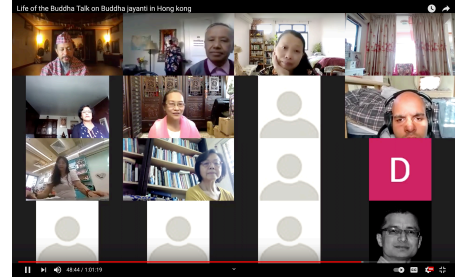 Life of the Buddha Talk on Buddha jayanti in Hong kong
D
48:44 / 1:01:19